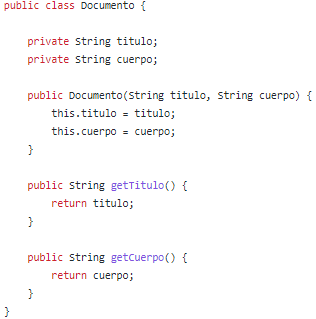 public class Documento {
private String titulo;
private String cuerpo;
public Documento(String titulo, String cuerpo) {
this.titulo = titulo;
this.cuerpo = cuerpo;
}
public String getTitulo() {
return titulo;
}
public String getCuerpo() {
return cuerpo;
}
}